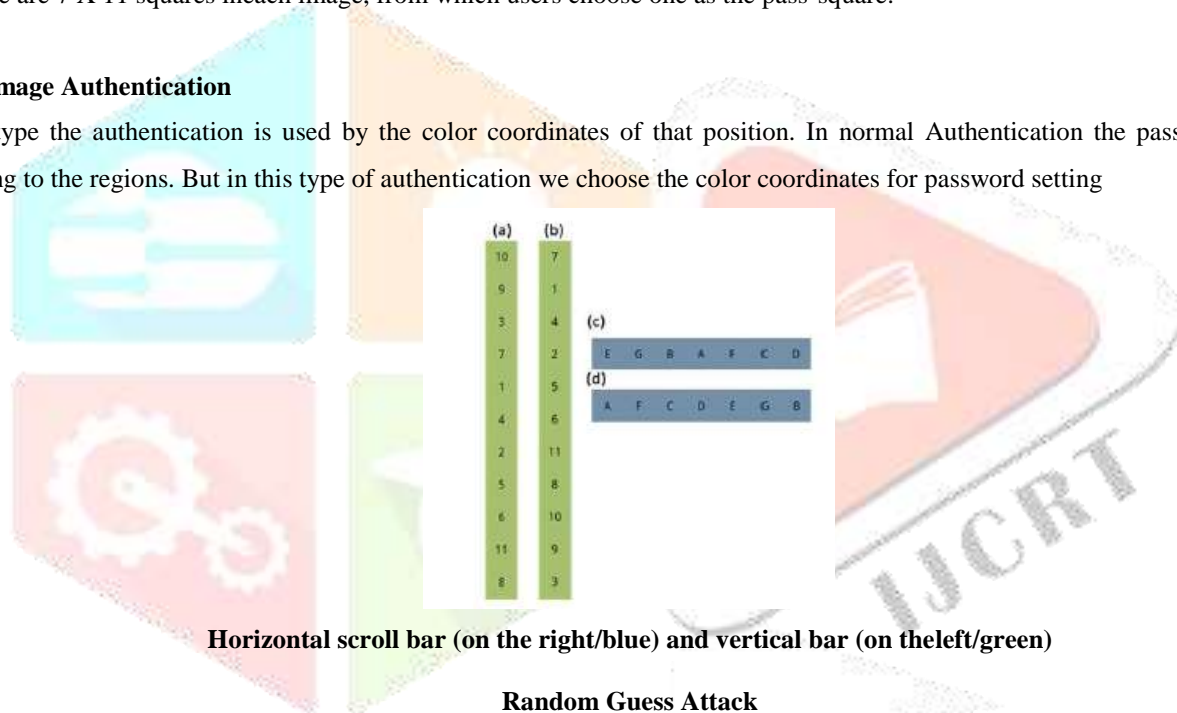 e are 7 X 11 squares ineach image, from which users choose one as the pass-square.
mage Authentication
type the authentication is used by the color coordinates of that position. In normal Authentication the pass
ng to the regions. But in this type of authentication we choose the color coordinates for password setting
(a) (b)
10 7
9 1
3 4
(c)
7 2 E G B A F C D
(d)
1 5
4 6 A F C D E G B
2 11
5 8
6 10
11 9
8 3
IJCRT
Horizontal scroll bar (on the right/blue) and vertical bar (on theleft/green)
Random Guess Attack